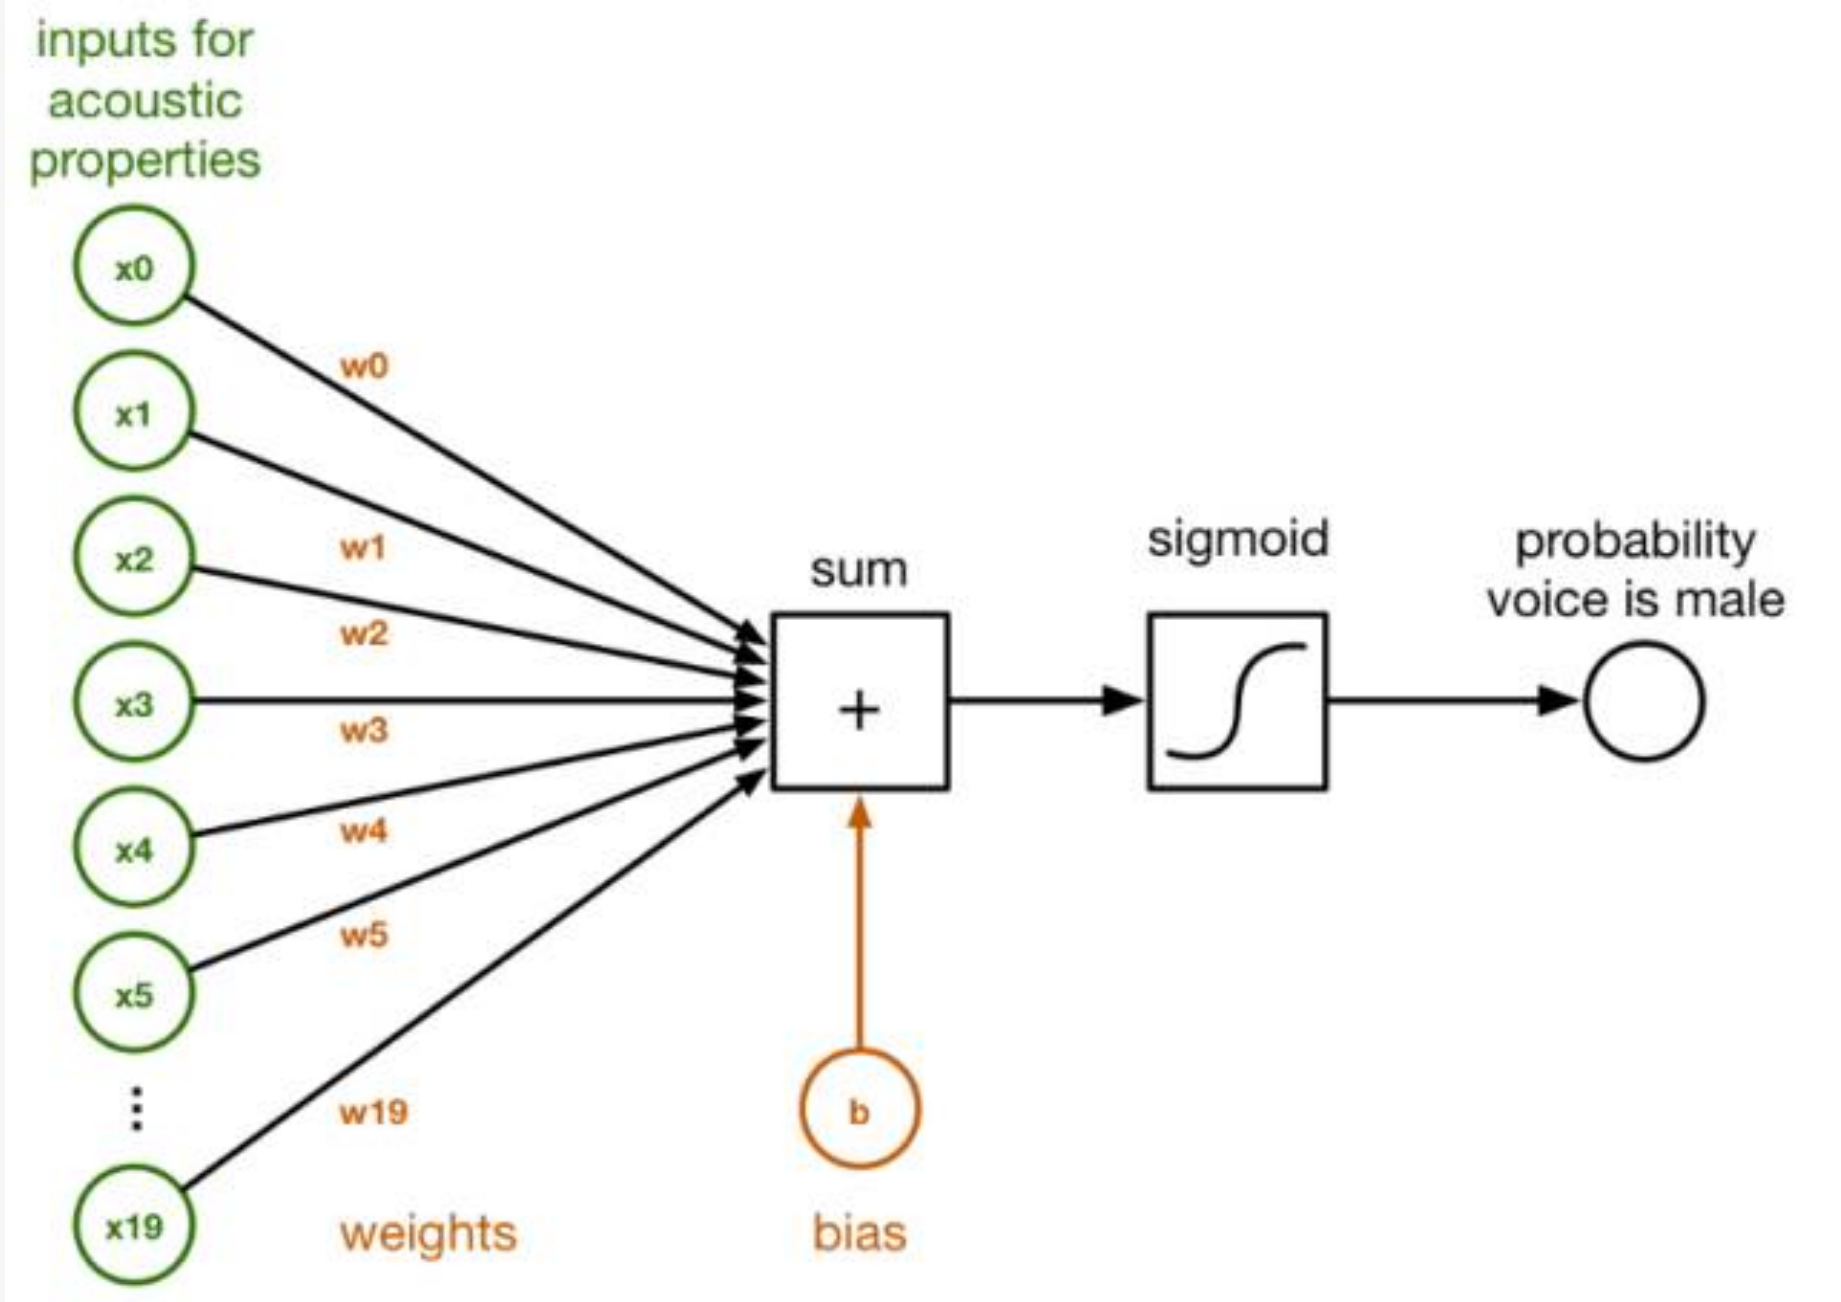 inputs for
acoustic
properties
x0
w0
x1
w1
x2
w2
x3
w3
x4
w4
x5
w5
x19
w19
weights
sum
+
b
bias
sigmoid
probability
voice is male